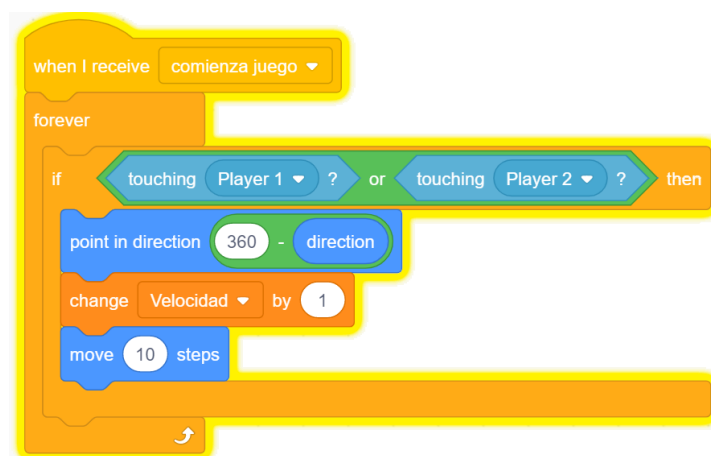 when I receive comienza juego
forever
if touching Player 1 ? or touching Player 2 ? then
point in direction 360 - direction
change Velocidad by 1
move 10 steps